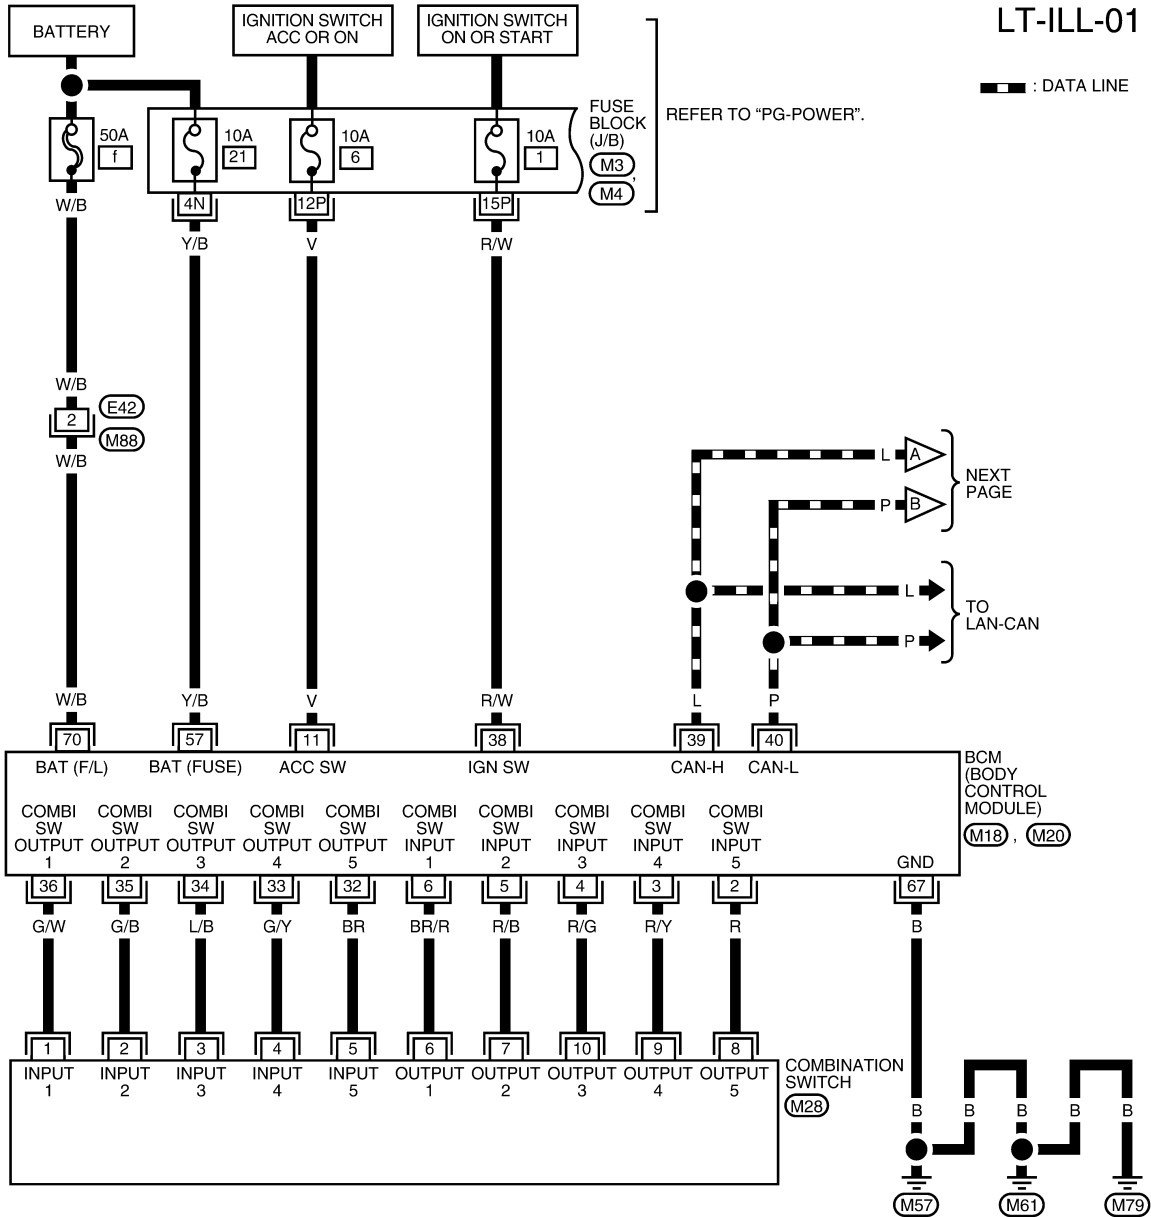 LT-ILL-01
BATTERY
IGNITION SWITCH
ACC OR ON
IGNITION SWITCH
ON OR START
: DATA LINE
50A
f
10A
21
10A
6
10A
1
FUSE
BLOCK
(J/B)
M3
,
M4
REFER TO “PG-POWER”.
4N
12P
15P
W/B
Y/B
V
R/W
W/B
2
E42
M88
W/B
L
A
P
B
NEXT
PAGE
L
P
TO
LAN-CAN
W/B
Y/B
V
R/W
L
P
70
57
11
38
39
40
BAT (F/L)
BAT (FUSE)
ACC SW
IGN SW
CAN-H
CAN-L
BCM
(BODY
CONTROL
MODULE)
M18 , M20
COMBI
SW
OUTPUT
1
COMBI
SW
OUTPUT
2
COMBI
SW
OUTPUT
3
COMBI
SW
OUTPUT
4
COMBI
SW
OUTPUT
5
COMBI
SW
INPUT
1
COMBI
SW
INPUT
2
COMBI
SW
INPUT
3
COMBI
SW
INPUT
4
COMBI
SW
INPUT
5
GND
36
35
34
33
32
6
5
4
3
2
67
G/W
G/B
L/B
G/Y
BR
BR/R
R/B
R/G
R/Y
R
B
1
2
3
4
5
6
7
10
9
8
INPUT
1
INPUT
2
INPUT
3
INPUT
4
INPUT
5
OUTPUT
1
OUTPUT
2
OUTPUT
3
OUTPUT
4
OUTPUT
5
COMBINATION
SWITCH
M28
B
B
B
B
B
M57
M61
M79